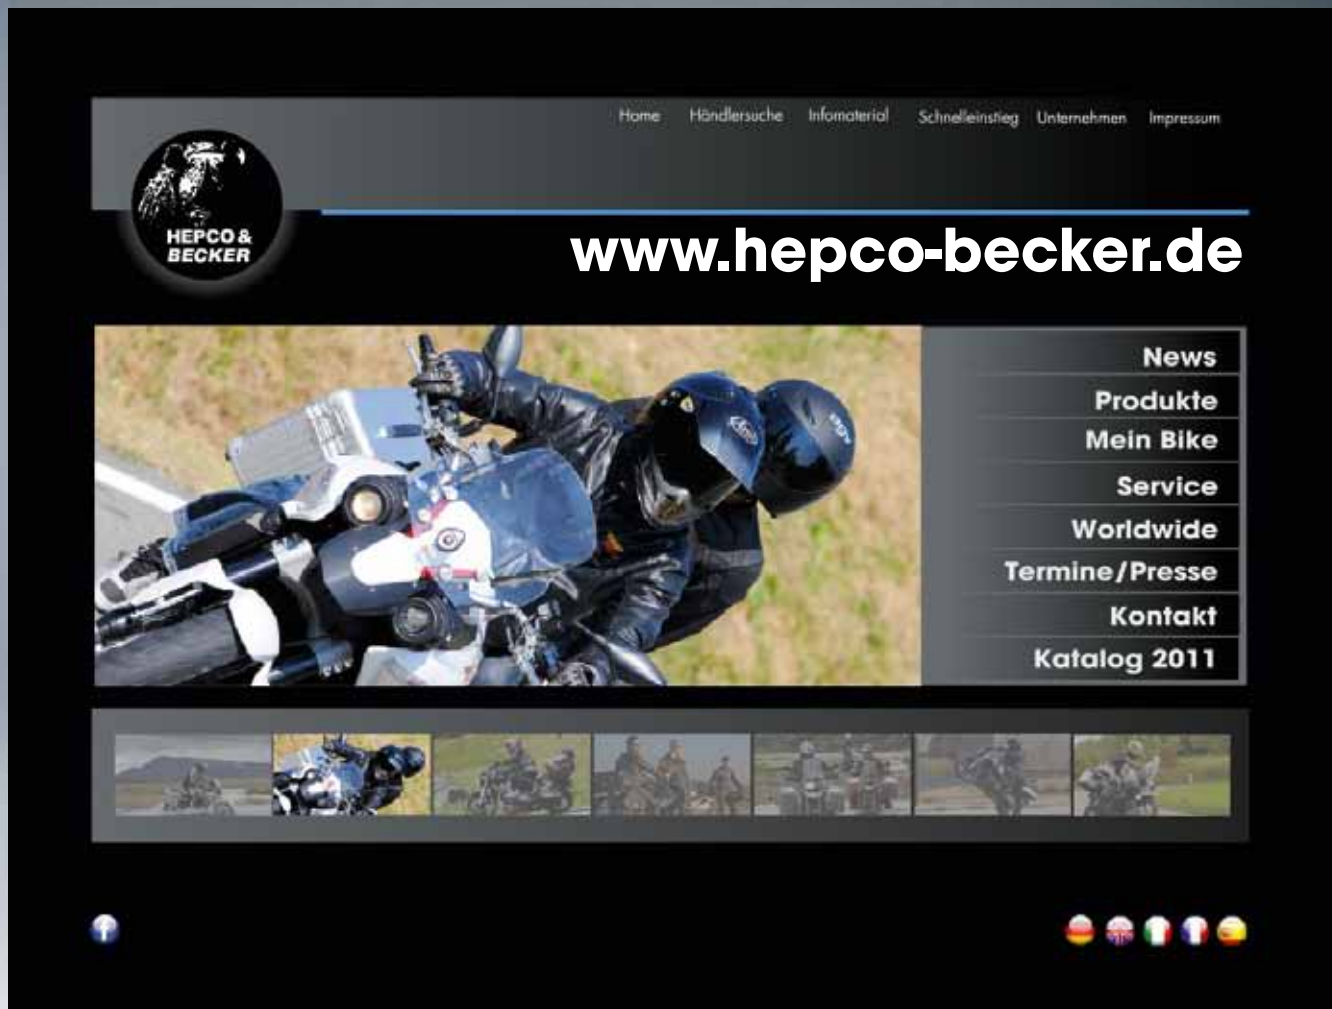 Home Händlersuche Infomaterial Schnelleinstieg Unternehmen Impressum
HEPCO &
BECKER
www.hepco-becker.de
News
Produkte
Mein Bike
Service
Worldwide
Termine/Presse
Kontakt
Katalog 2011